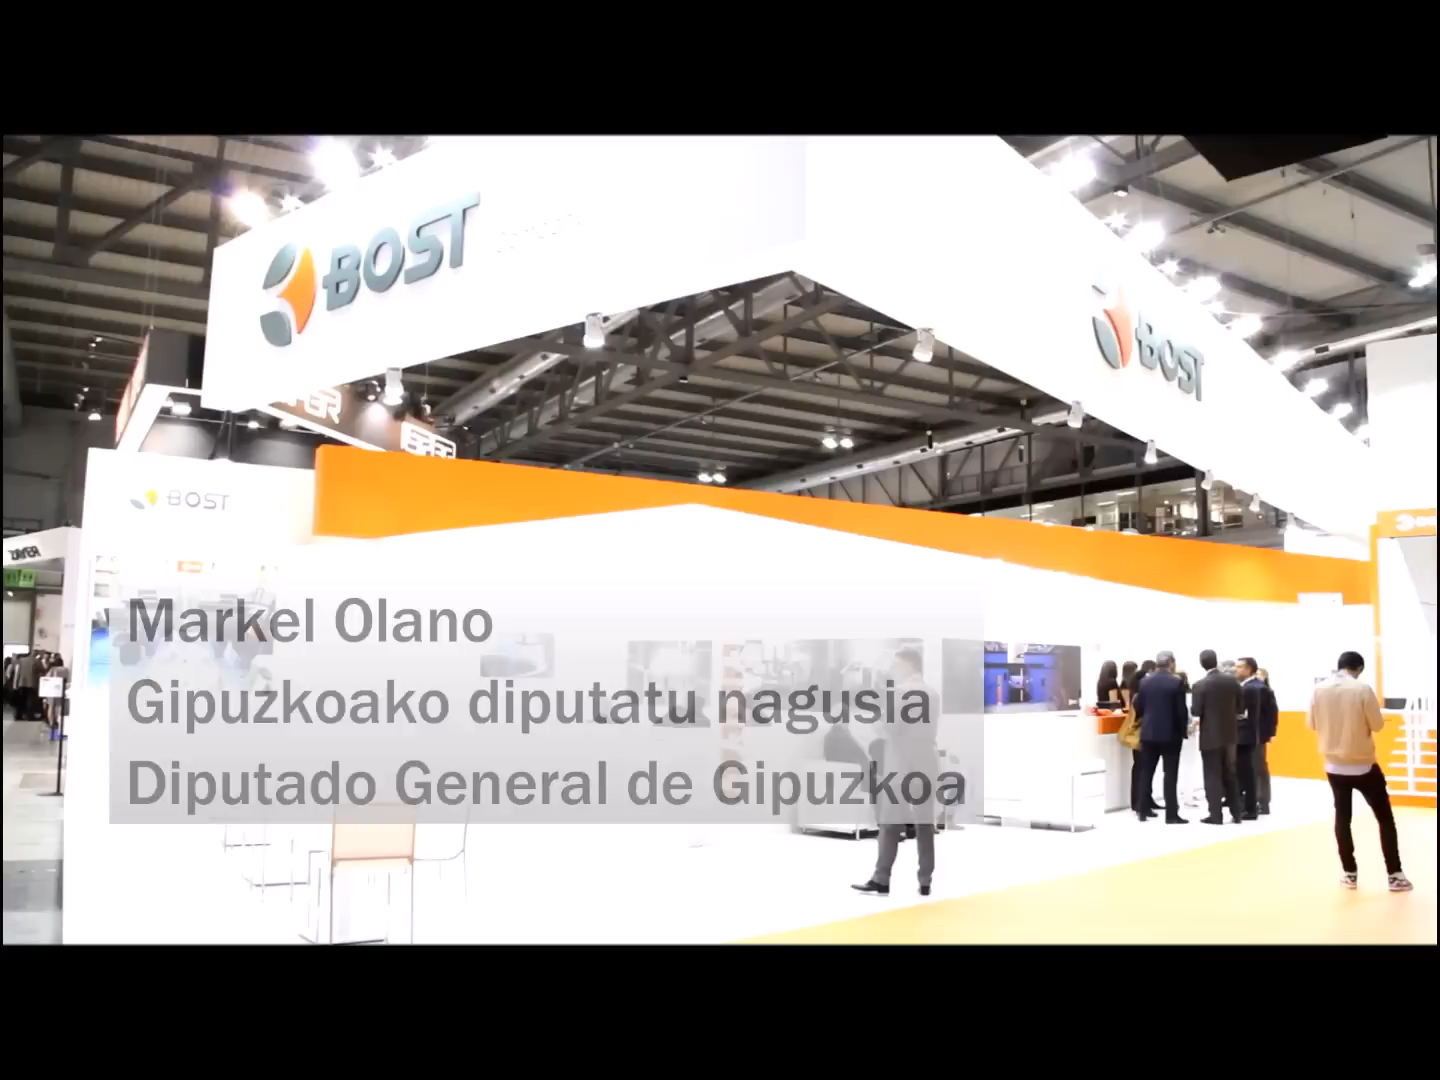 BOST
BOST
BOST
Markel Olano
Gipuzkoako diputatu nagusia
Diputado General de Gipuzkoa